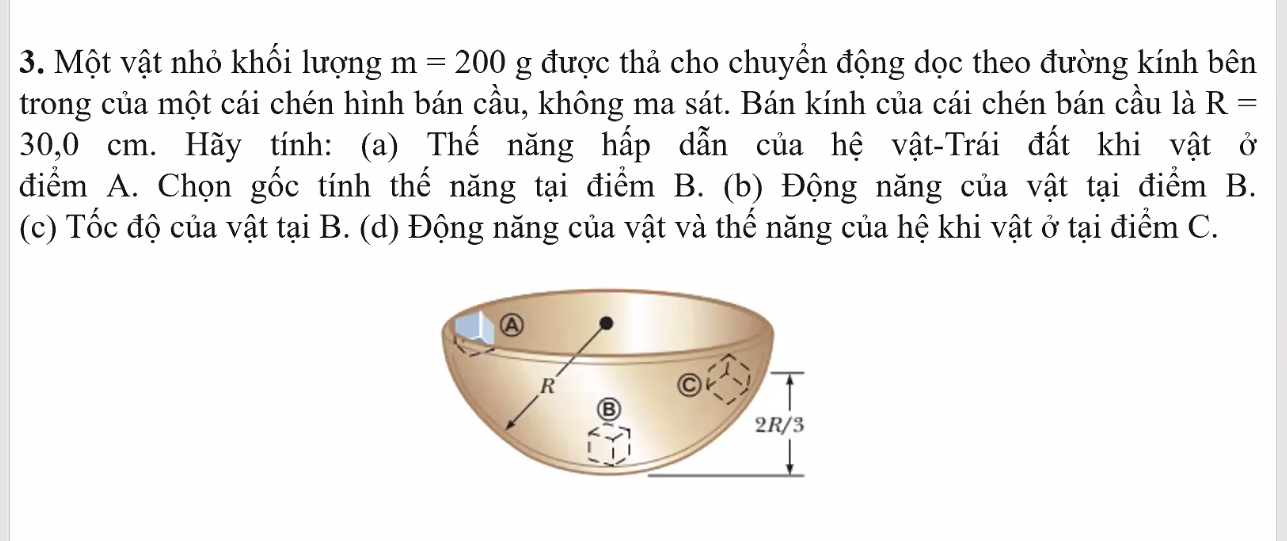 3. Một vật nhỏ khối lượng m = 200 g được thả cho chuyển động dọc theo đường kính bên
trong của một cái chén hình bán cầu, không ma sát. Bán kính của cái chén bán cầu là R =
30,0 cm. Hãy tính: (a) Thế năng hấp dẫn của hệ vật-Trái đất khi vật ở
điểm A. Chọn gốc tính thế năng tại điểm B. (b) Động năng của vật tại điểm B.
(c) Tốc độ của vật tại B. (d) Động năng của vật và thế năng của hệ khi vật ở tại điểm C.
Ⓐ
R
Ⓒ
Ⓑ
2R/3